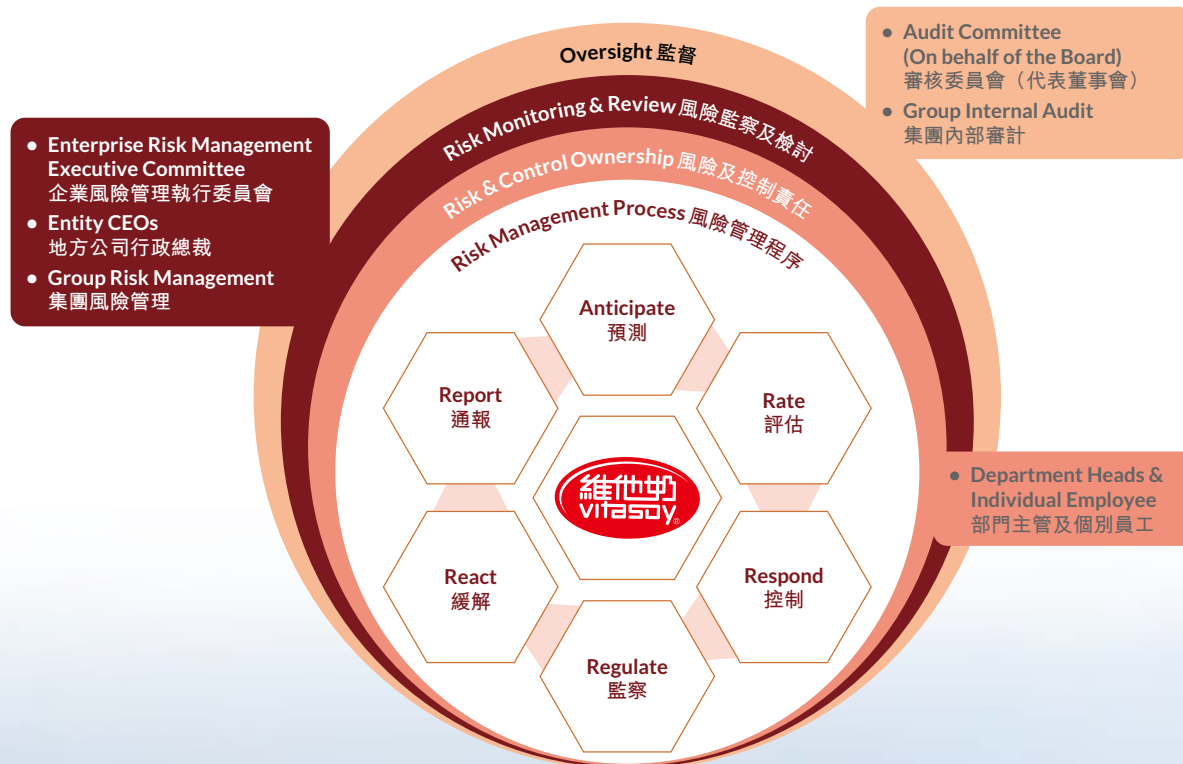 Oversight 監督
Risk Monitoring & Review 風險監察及檢討
Risk & Control Ownership 風險及控制責任
Risk Management Process 風險管理程序
• Audit Committee
(On behalf of the Board)
審核委員會（代表董事會）
• Group Internal Audit
集團內部審計
• Enterprise Risk Management
Executive Committee
企業風險管理執行委員會
• Entity CEOs
地方公司行政總裁
• Group Risk Management
集團風險管理
• Department Heads &
Individual Employee
部門主管及個別員工
Anticipate
預測
Rate
評估
Respond
控制
Regulate
監察
React
緩解
Report
通報
維他奶
vitasoy®